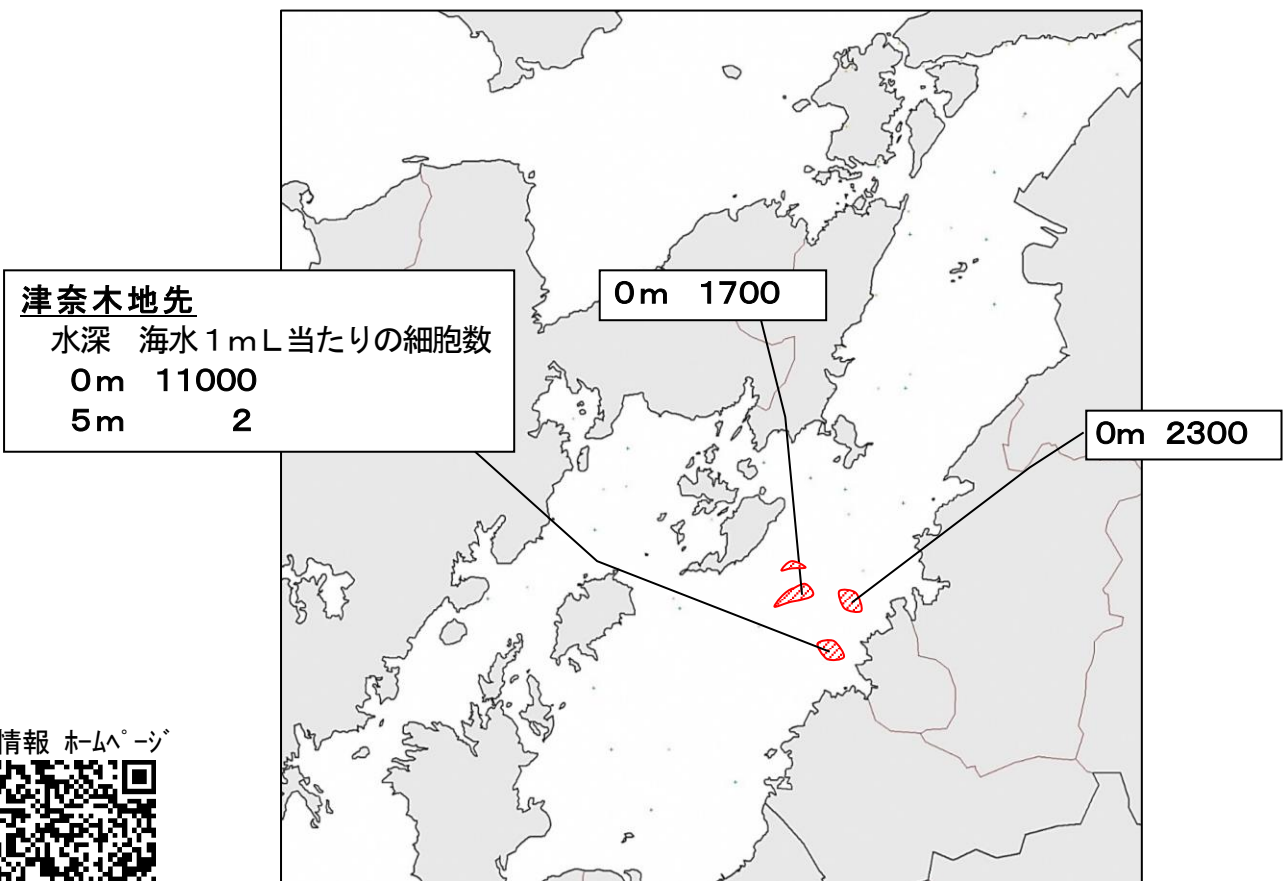 津奈木地先
水深 海水1mL当たりの細胞数
0m 11000
5m 2
0m 1700
0m 2300
情報 ホームページ